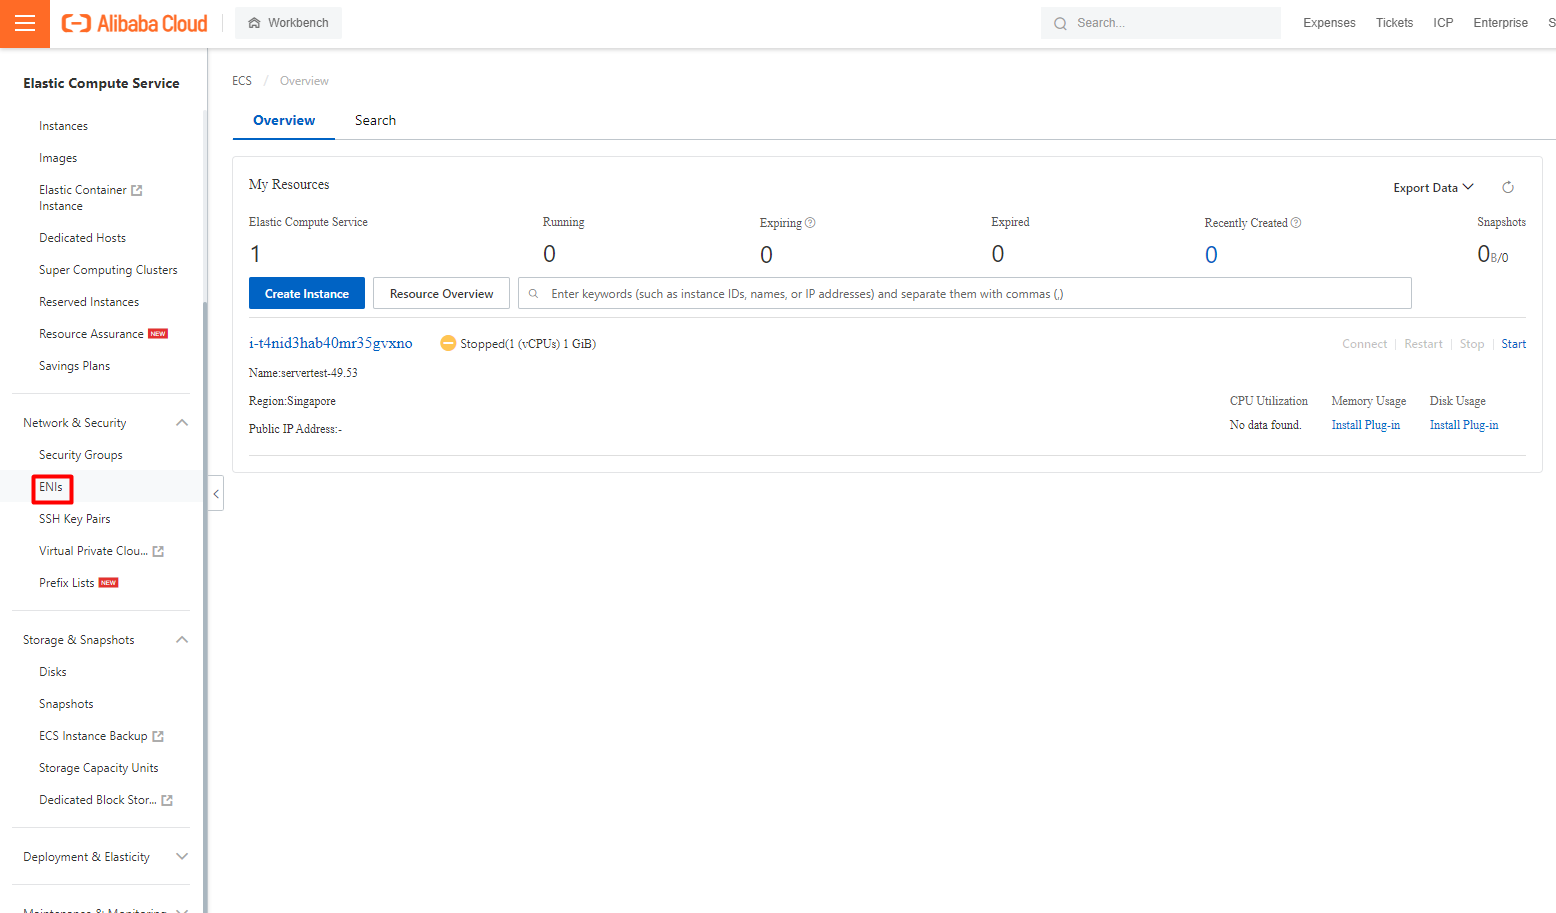 Alibaba Cloud
Workbench
Search...
Expenses
Tickets
ICP
Enterprise
S
Elastic Compute Service
Instances
Images
Elastic Container
Instance
Dedicated Hosts
Super Computing Clusters
Reserved Instances
Resource Assurance NEW
Savings Plans
Network & Security
Security Groups
ENIs
SSH Key Pairs
Virtual Private Clou...
Prefix Lists NEW
Storage & Snapshots
Disks
Snapshots
ECS Instance Backup
Storage Capacity Units
Dedicated Block Stor...
Deployment & Elasticity
Maintenance & Monitoring
ECS / Overview
Overview
Search
My Resources
Export Data
Elastic Compute Service
1
Running
0
Expiring
0
Expired
0
Recently Created
0
Snapshots
0B/0
Create Instance
Resource Overview
Enter keywords (such as instance IDs, names, or IP addresses) and separate them with commas (,)
i-t4nid3hab40mr35gvxno
Stopped(1 (vCPUs) 1 GiB)
Connect
Restart
Stop
Start
Name:servertest-49.53
Region:Singapore
Public IP Address:-
CPU Utilization
No data found.
Memory Usage
Install Plug-in
Disk Usage
Install Plug-in